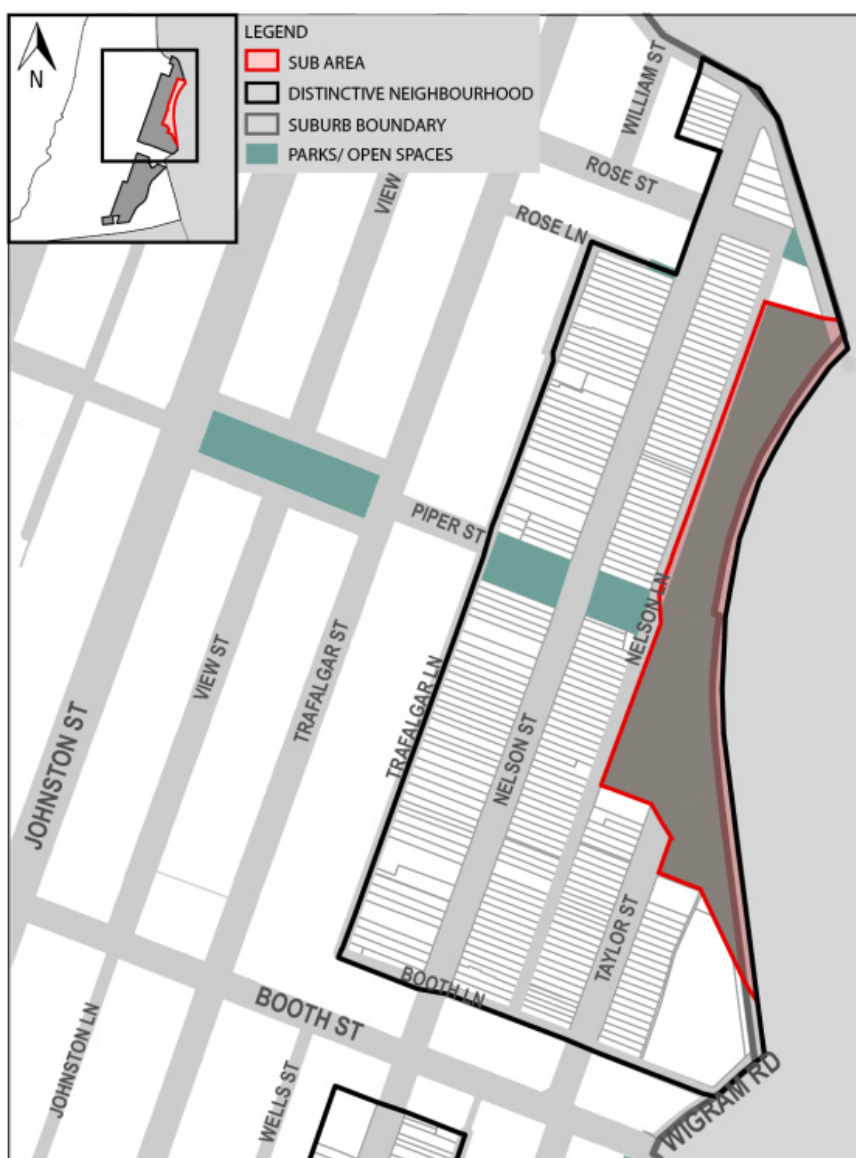 N
LEGEND
SUB AREA
DISTINCTIVE NEIGHBOURHOOD
SUBURB BOUNDARY
PARKS/ OPEN SPACES
WILLIAM ST
ROSE ST
VIEW
ROSE LN
PIPER ST
NELSON LN
VIEW ST
TRAFALGAR ST
TRAFALGAR LN
NELSON ST
JOHNSTON ST
TAYLOR ST
BOOTH LN
BOOTH ST
JOHNSTON LN
WELLS ST
WIGRAM RD